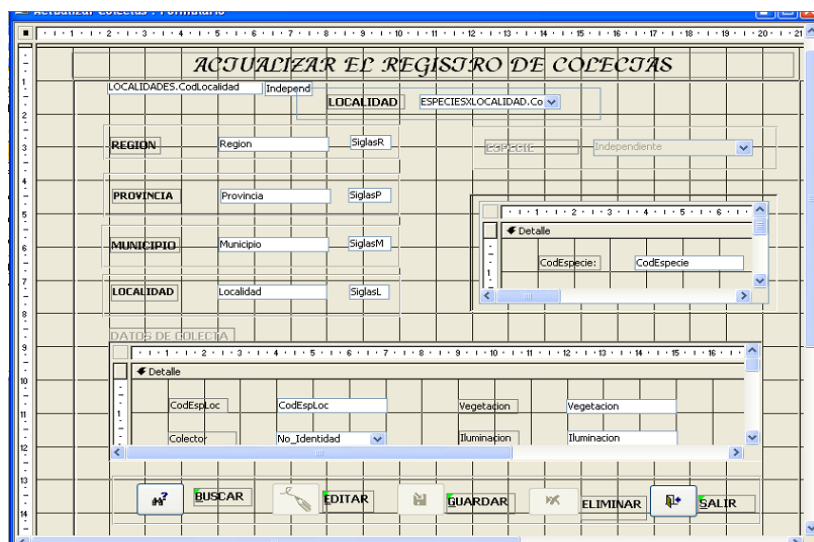 Actualizar Colectas : Formulario
ACTUALIZAR EL REGISTRO DE COLECTAS
LOCALIDADES.CodLocalidad Independ
LOCALIDAD ESPECIESXLOCALIDAD.Co
REGION Region SiglasR
ESPECIE Independiente
PROVINCIA Provincia SiglasP
MUNICIPIO Municipio SiglasM
Detalle
CodEspecie: CodEspecie
LOCALIDAD Localidad SiglasL
DATOS DE COLECTA
Detalle
CodEspLoc CodEspLoc Vegetacion Vegetacion
Colector No_Identidad Iluminacion Iluminacion
BUSCAR EDITAR GUARDAR ELIMINAR SALIR